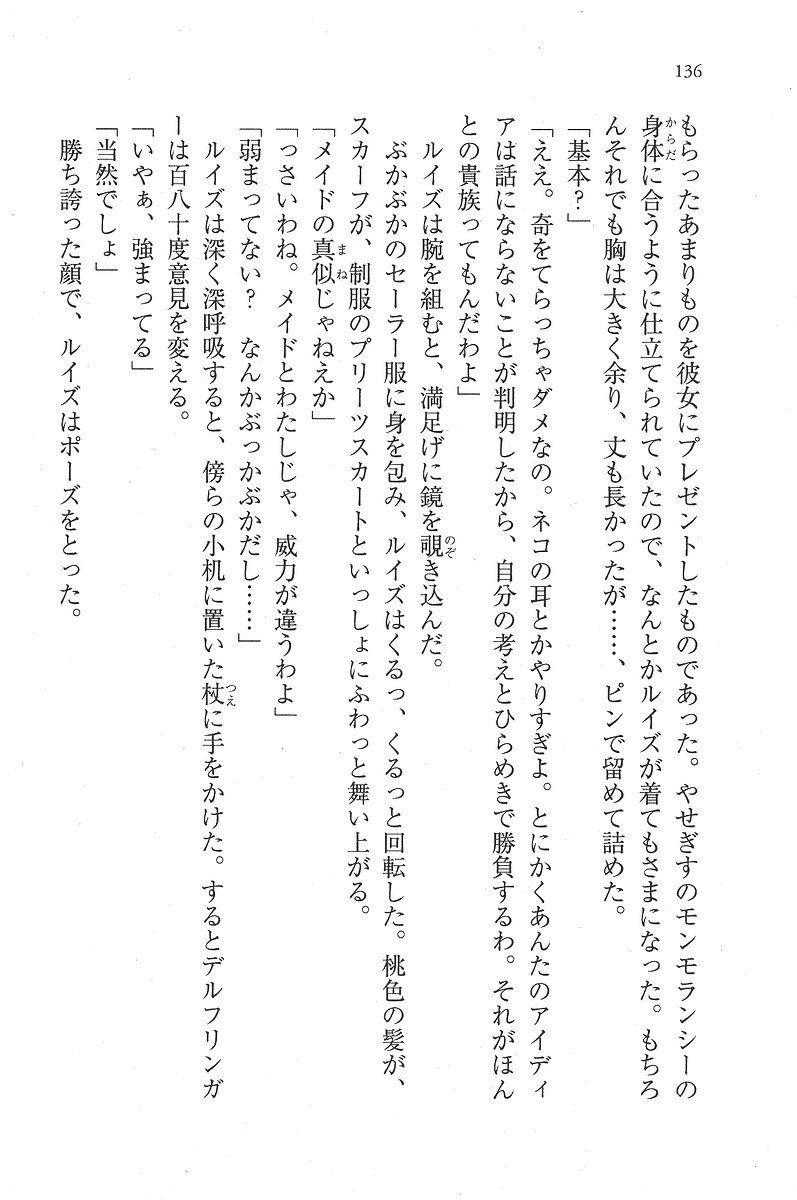 136
もらったあまりものを彼女にプレゼントしたものであった。やせぎすのモンモランシーの
身体に合うように仕立てられていたので、なんとかルイズが着てもさまになった。もちろ
んそれでも胸は大きく余り、丈も長かったが……、ピンで留めて詰めた。
「基本？」
「ええ。奇をてらっちゃダメなの。ネコの耳とかやりすぎよ。とにかくあんたのアイディ
アは話にならないことが判明したから、自分の考えとひらめきで勝負するわ。それがほん
との貴族ってもんだわよ」
　ルイズは腕を組むと、満足げに鏡を覗き込んだ。
　ぶかぶかのセーラー服に身を包み、ルイズはくるっ、くるっと回転した。桃色の髪が、
スカーフが、制服のプリーツスカートといっしょにふわっと舞い上がる。
「メイドの真似じゃねえか」
「っさいわね。メイドとわたしじゃ、威力が違うわよ」
「弱まってない？　なんかぶっかぶかだし……」
　ルイズは深く深呼吸すると、傍らの小机に置いた杖に手をかけた。するとデルフリンガ
ーは百八十度意見を変える。
「いやぁ、強まってる」
「当然でしょ」
　勝ち誇った顔で、ルイズはポーズをとった。